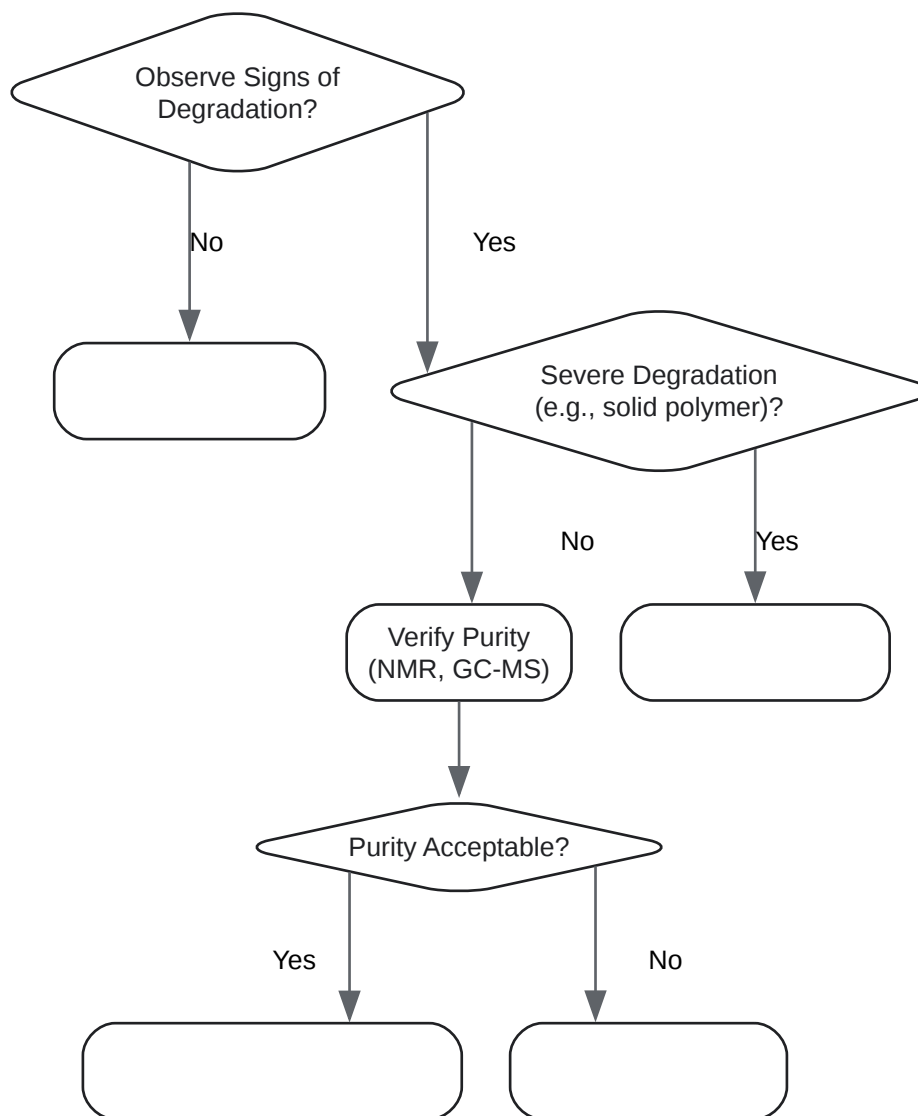 Observe Signs of
Degradation?
No
Yes
Severe Degradation
(e.g., solid polymer)?
No
Yes
Verify Purity
(NMR, GC-MS)
Purity Acceptable?
Yes
No